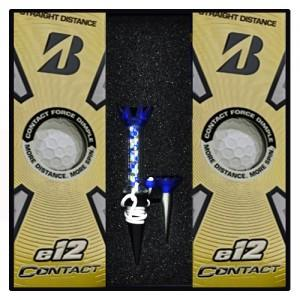 STRAIGHT DISTANCE
B
CONTACT FORCE DIMPLE
MORE DISTANCE. MORE SPIN.
e12
CONTACT
STRAIGHT DISTANCE
B
CONTACT FORCE DIMPLE
MORE DISTANCE. MORE SPIN.
e12
CONTACT